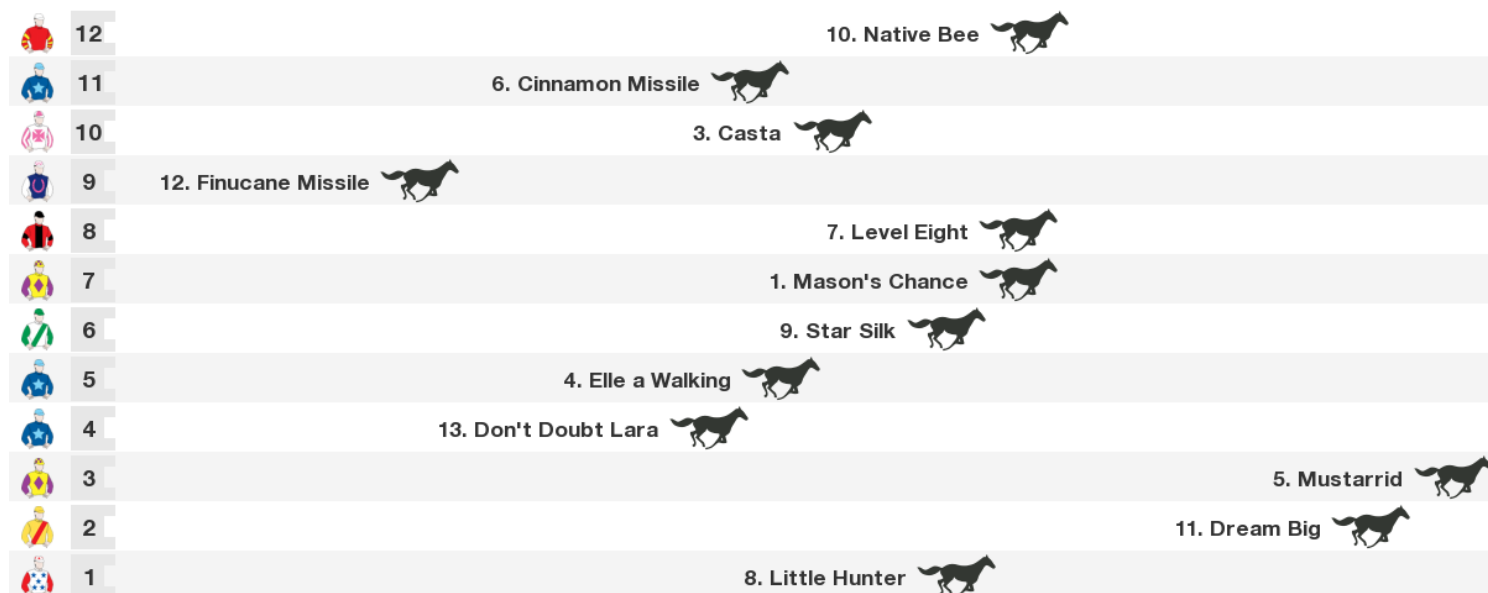 12 10. Native Bee
11 6. Cinnamon Missile
10 3. Casta
9 12. Finucane Missile
8 7. Level Eight
7 1. Mason's Chance
6 9. Star Silk
5 4. Elle a Walking
4 13. Don't Doubt Lara
3 5. Mustarrid
2 11. Dream Big
1 8. Little Hunter